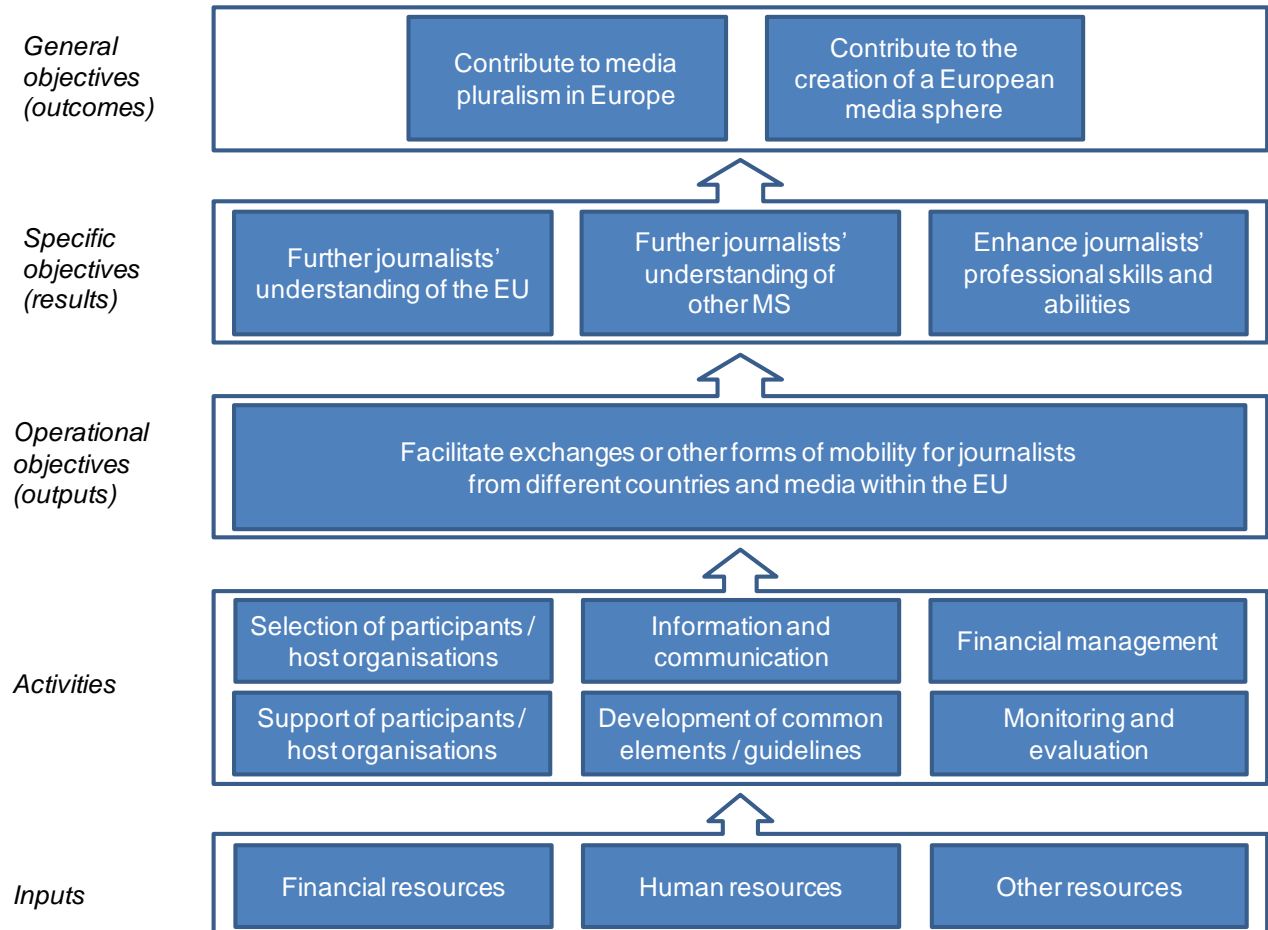 General
objectives
(outcomes)
Contribute to media
pluralism in Europe
Contribute to the
creation of a European
media sphere
Specific
objectives
(results)
Further journalists’
understanding of the EU
Further journalists’
understanding of
other MS
Enhance journalists’
professional skills and
abilities
Operational
objectives
(outputs)
Facilitate exchanges or other forms of mobility for journalists
from different countries and media within the EU
Activities
Selection of participants /
host organisations
Information and
communication
Financial management
Support of participants /
host organisations
Development of common
elements / guidelines
Monitoring and
evaluation
Inputs
Financial resources
Human resources
Other resources